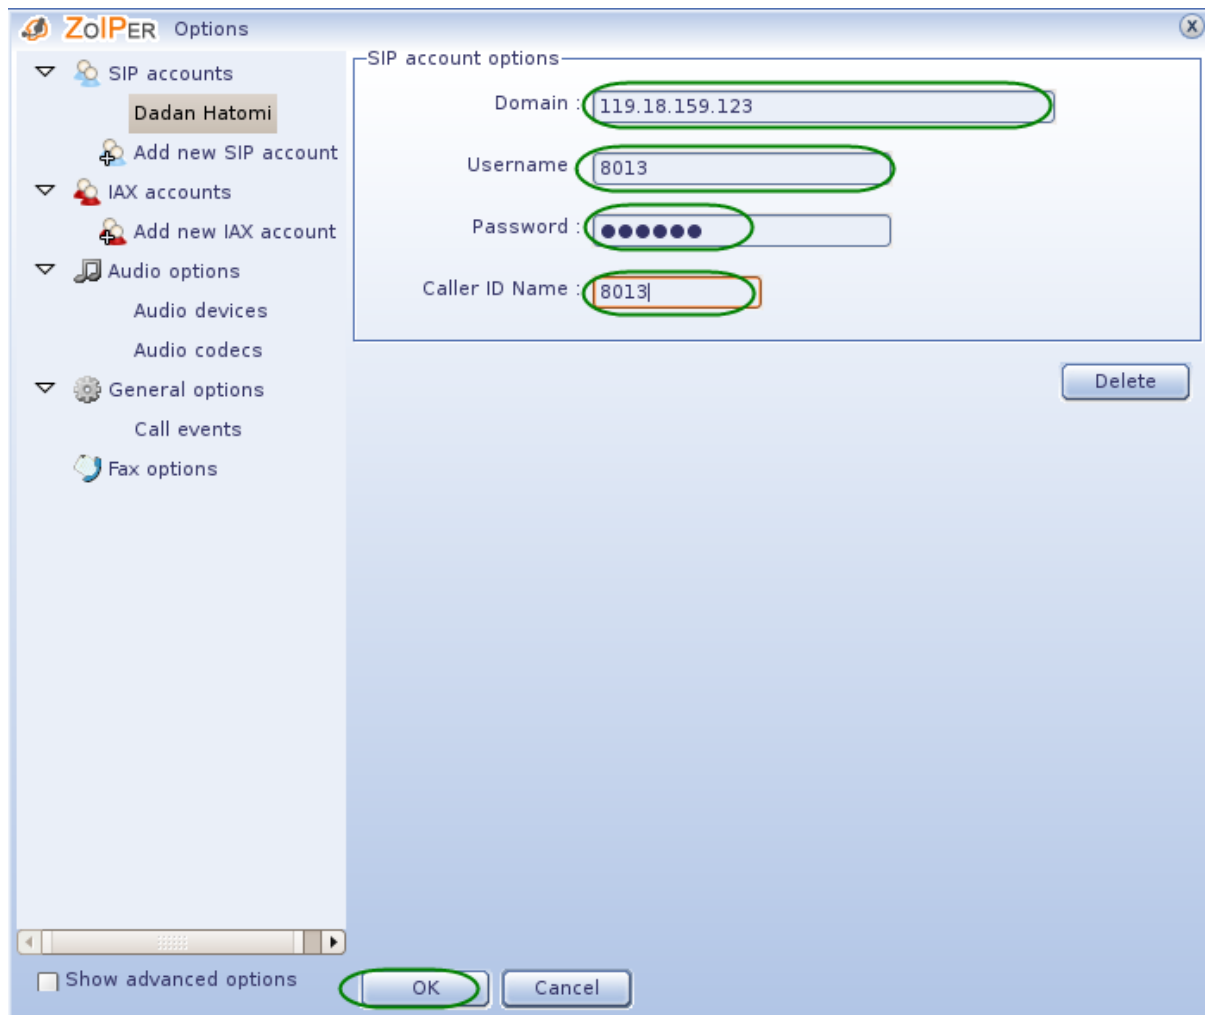 ZoIPER Options
SIP accounts
Dadan Hatomi
Add new SIP account
IAX accounts
Add new IAX account
Audio options
Audio devices
Audio codecs
General options
Call events
Fax options
SIP account options
Domain : 119.18.159.123
Username 8013
Password : ●●●●●●
Caller ID Name : 8013
Delete
Show advanced options
OK
Cancel